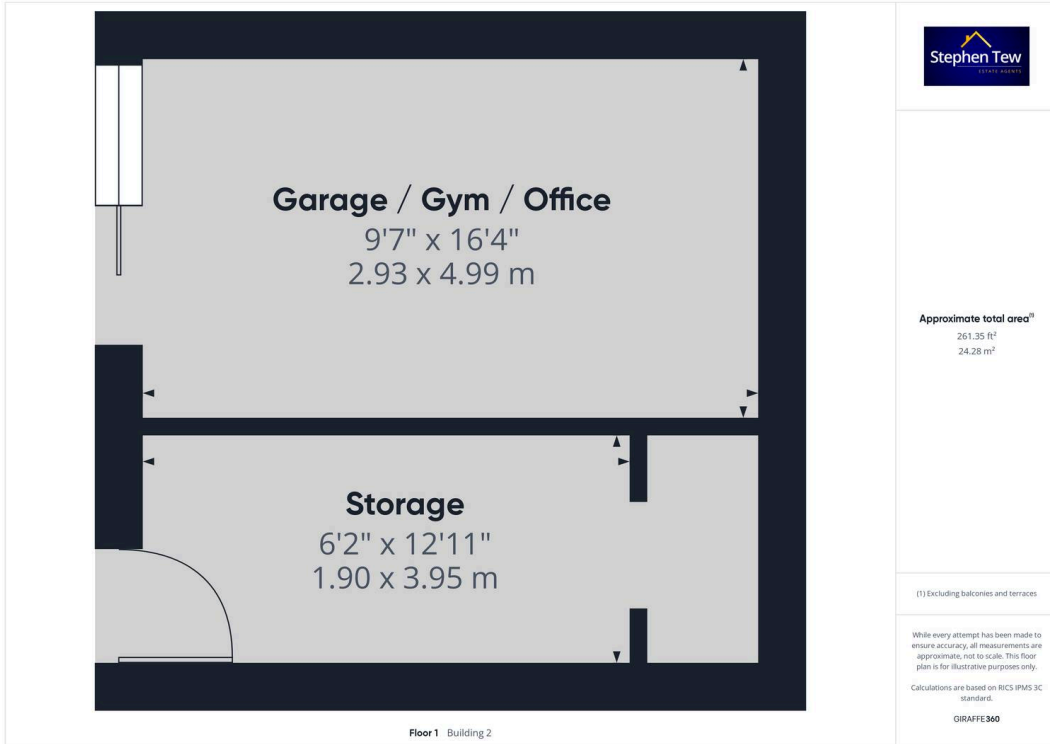 Garage / Gym / Office
9'7" x 16'4"
2.93 x 4.99 m
Storage
6'2" x 12'11"
1.90 x 3.95 m
Floor 1 Building 2
Stephen Tew
ESTATE AGENTS
Approximate total area(1)
261.35 ft²
24.28 m²
(1) Excluding balconies and terraces
While every attempt has been made to
ensure accuracy, all measurements are
approximate, not to scale. This floor
plan is for illustrative purposes only.
Calculations are based on RICS IPMS 3C
standard.
GIRAFFE360